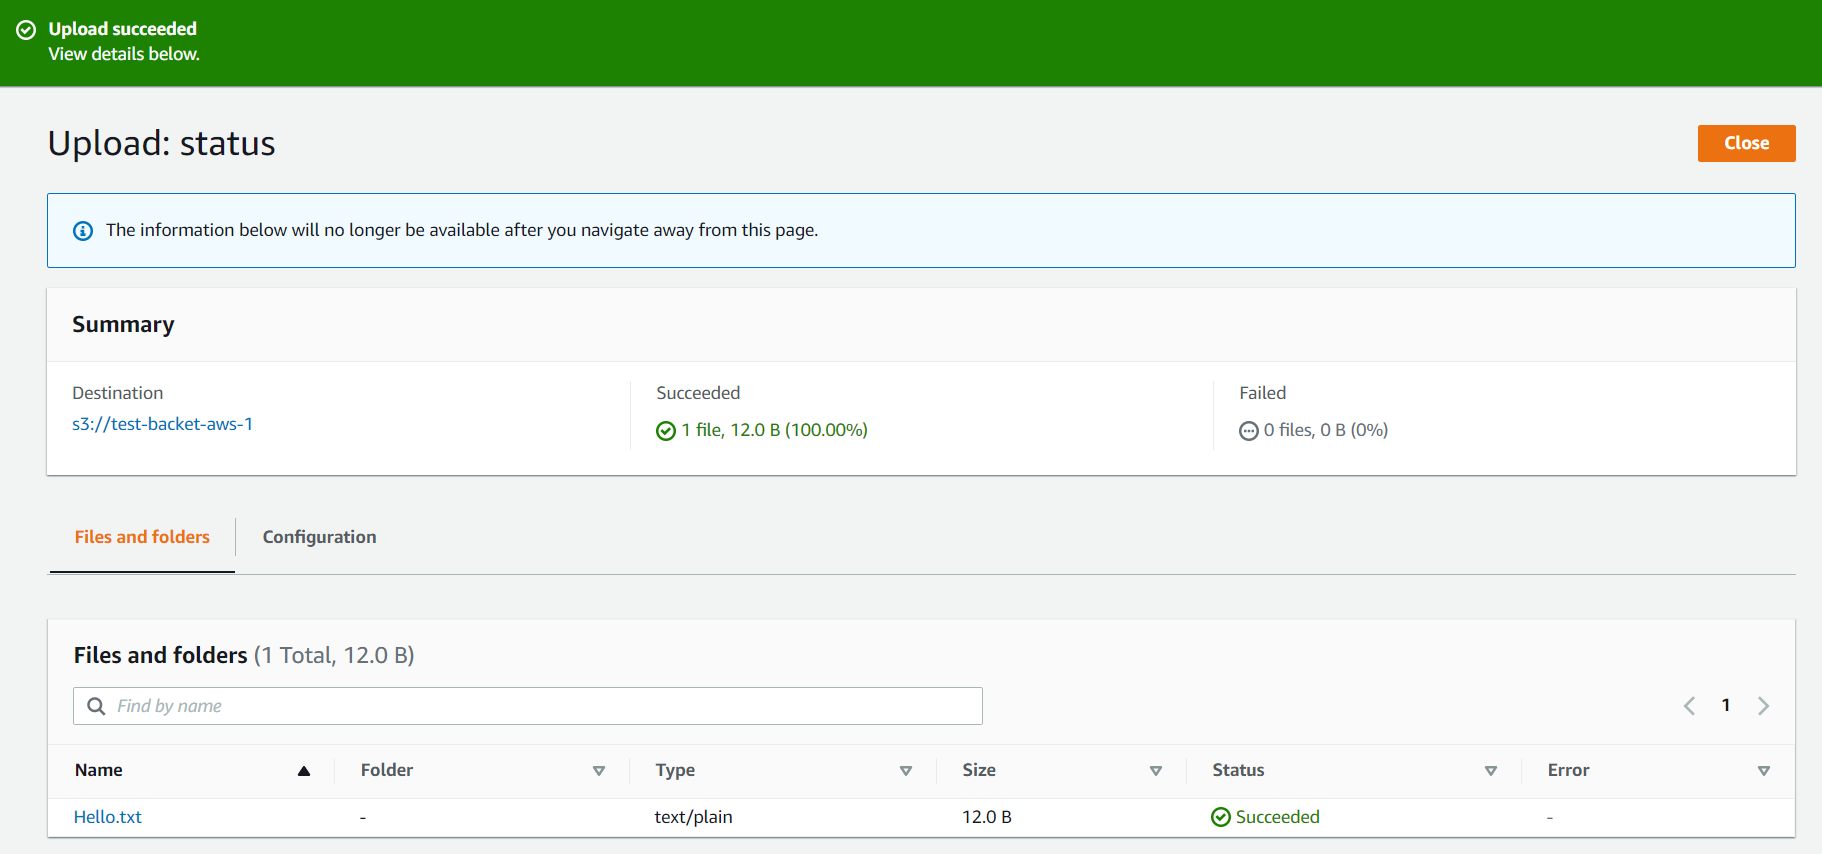 Upload succeeded
View details below.
Upload: status
Close
The information below will no longer be available after you navigate away from this page.
Summary
Destination
s3://test-backet-aws-1
Succeeded
1 file, 12.0 B (100.00%)
Failed
0 files, 0 B (0%)
Files and folders
Configuration
Files and folders (1 Total, 12.0 B)
Find by name
1
Name Folder Type Size Status Error
Hello.txt - text/plain 12.0 B Succeeded -